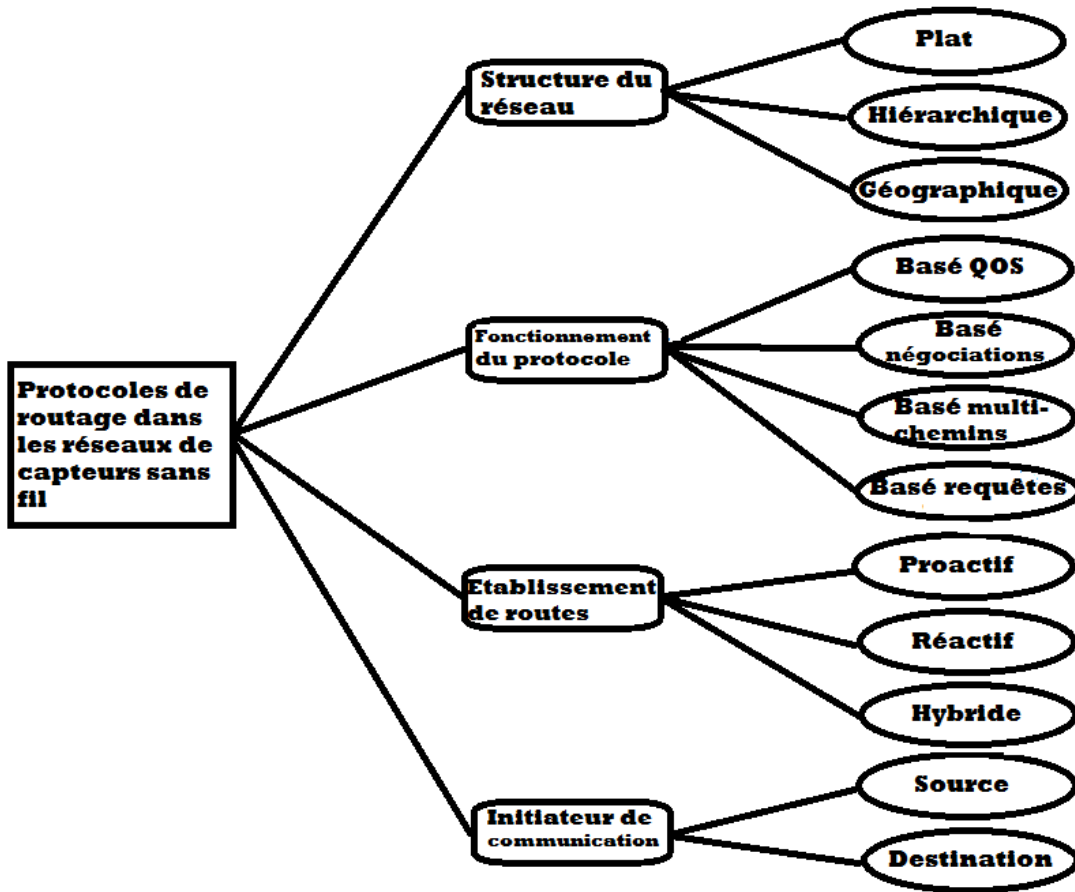 Protocoles de
routage dans
les réseaux de
capteurs sans
fil
Structure du
réseau
Plat
Hiérarchique
Géographique
Fonctionnement
du protocole
Basé QOS
Basé
négociations
Basé multi-
chemins
Basé requêtes
Etablissement
de routes
Proactif
Réactif
Hybride
Initiateur de
communication
Source
Destination